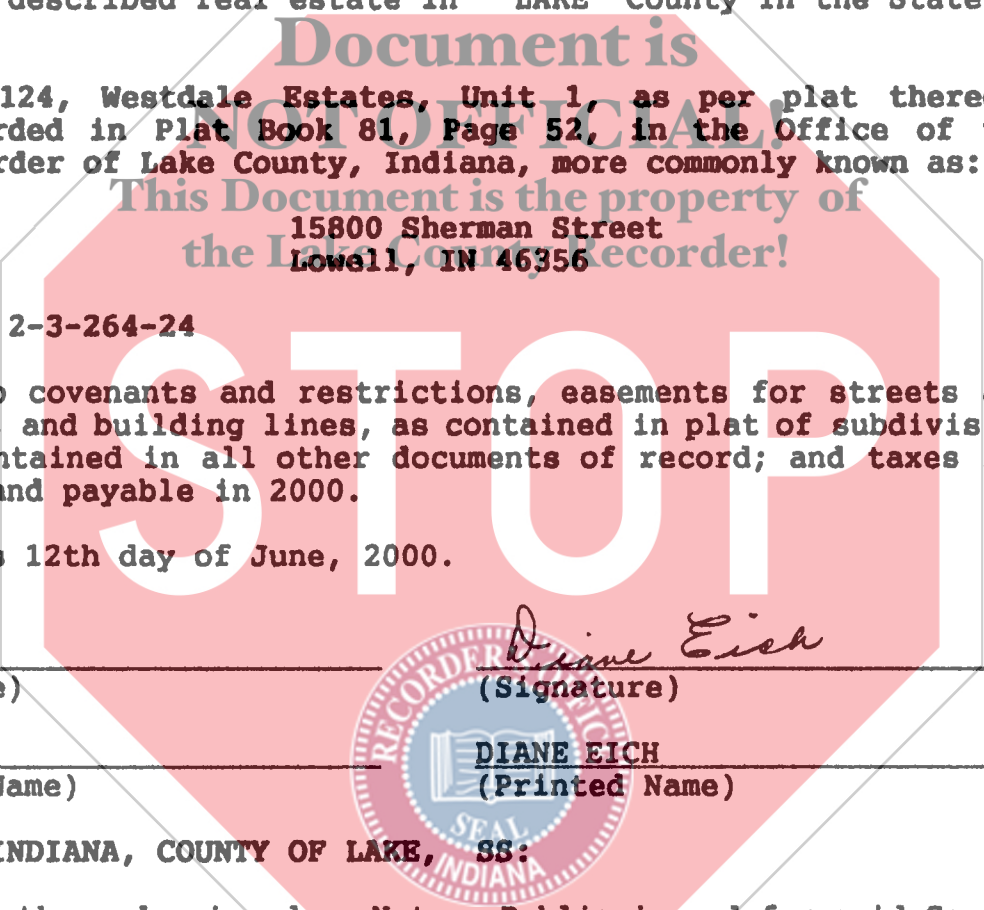 described real estate in "LAKE" County in the State
Document is
124, Westdale Estates, Unit 1, as per plat there
NOT OFFICIAL!
rded in Plat Book 81, Page 52, in the Office of
rder of Lake County, Indiana, more commonly known as:
This Document is the property of
15800 Sherman Street
the Lake County Recorder!
Lowell, IN 46356
2-3-264-24
STOP
covenants and restrictions, easements for streets
and building lines, as contained in plat of subdivis
ntained in all other documents of record; and taxes
and payable in 2000.
s 12th day of June, 2000.
Diane Eich
e) (Signature)
DIANE EICH
Name) (Printed Name)
RECORDER'S OFFICE
SEAL
INDIANA
INDIANA, COUNTY OF LAKE, SS: